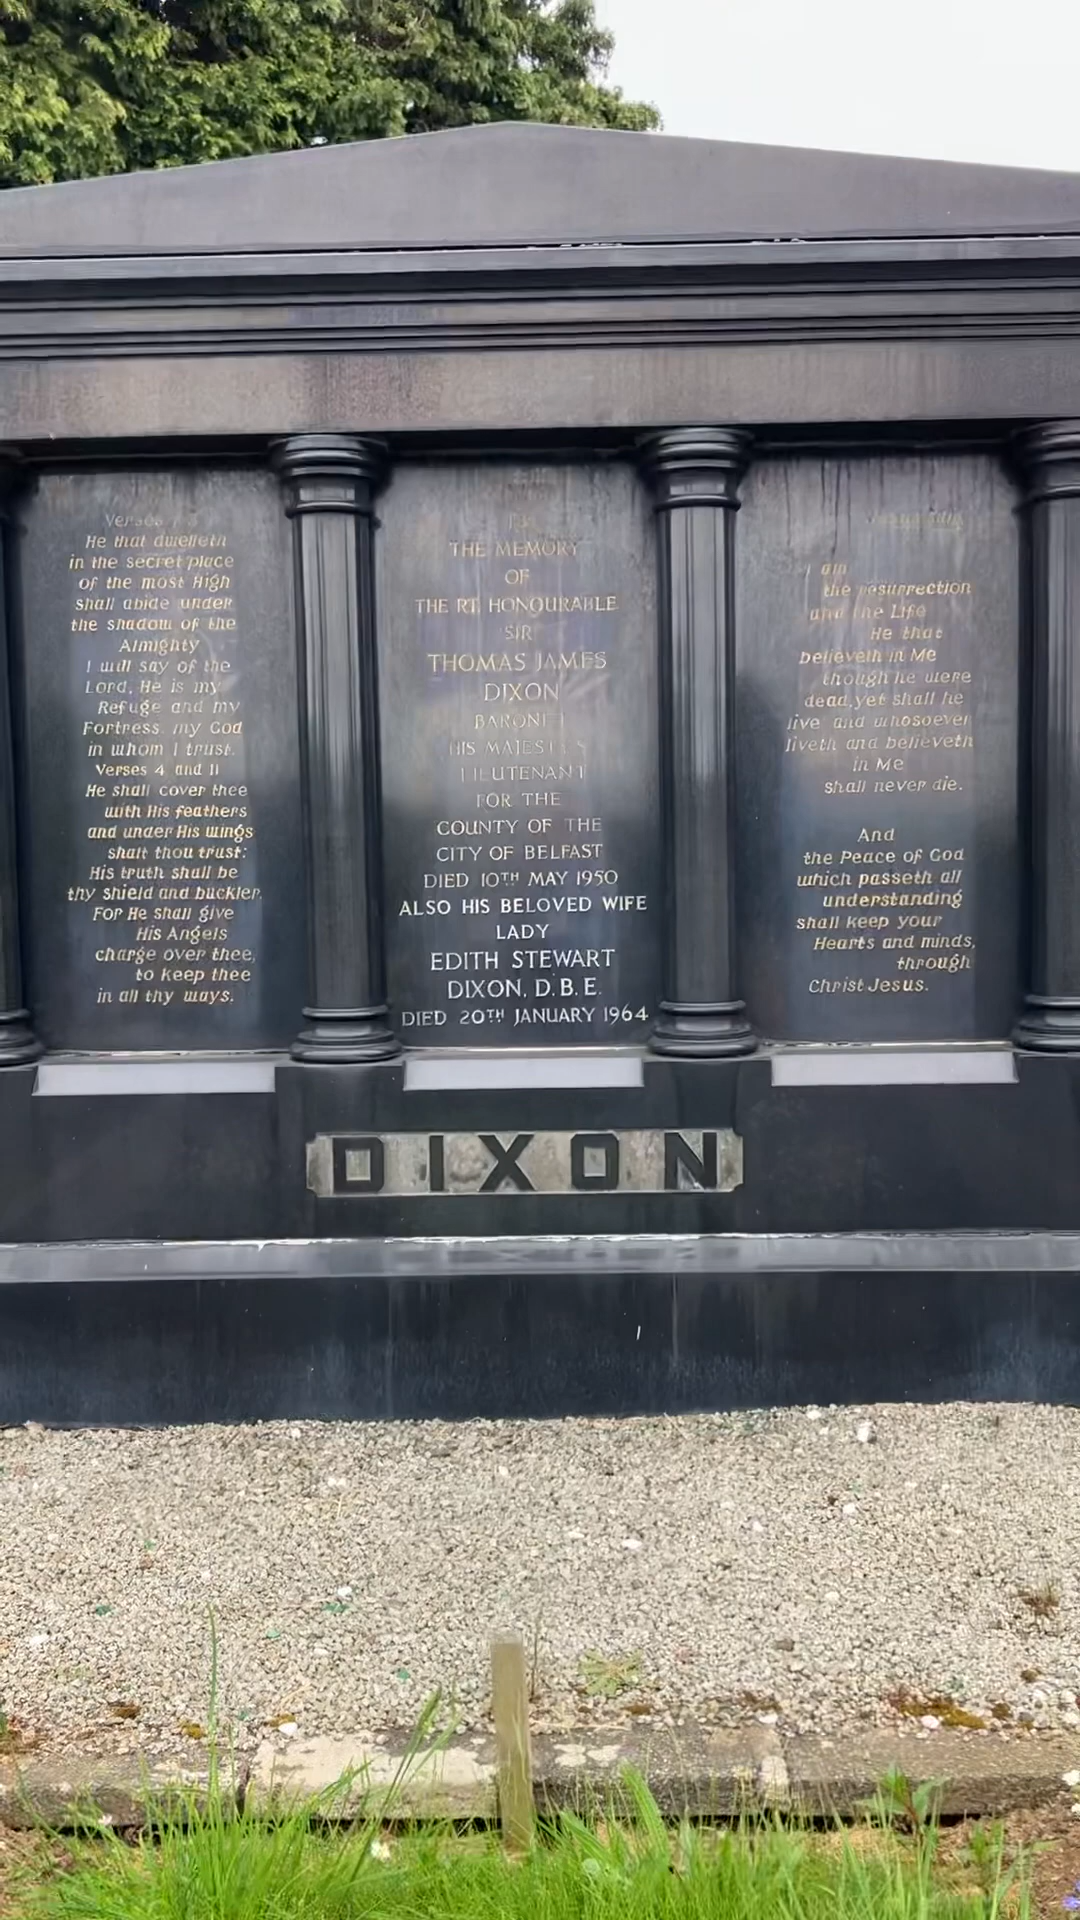 Verses
He that dwelleth
in the secret place
of the most High
shall abide under
the shadow of the
Almighty
I will say of the
Lord, He is my
Refuge and my
Fortress. my God
in whom I trust.
Verses 4 and 11
He shall cover thee
with His feathers
and under His wings
shalt thou trust:
His truth shall be
thy shield and buckler.
For He shall give
His Angels
charge over thee,
to keep thee
in all thy ways.
THE MEMORY
OF
THE RT. HONOURABLE
SIR
THOMAS JAMES
DIXON
BARONET
HIS MAJESTY'S
LIEUTENANT
FOR THE
COUNTY OF THE
CITY OF BELFAST
DIED 10TH MAY 1950
ALSO HIS BELOVED WIFE
LADY
EDITH STEWART
DIXON, D.B.E.
DIED 20TH JANUARY 1964
Jesus said,
I am
the resurrection
and the Life
He that
believeth in Me
though he were
dead, yet shall he
live and whosoever
liveth and believeth
in Me
shall never die.
And
the Peace of God
which passeth all
understanding
shall keep your
Hearts and minds,
through
Christ Jesus.
DIXON